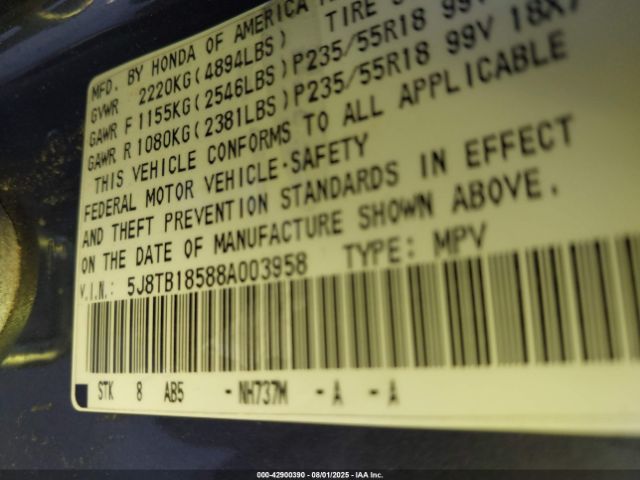 MFD. BY HONDA OF AMERICA
GVWR 2220KG(4894LBS) TIRE
GAWR F 1155KG(2546LBS)P235/55R18 99V
GAWR R 1080KG(2381LBS)P235/55R18 99V 18X7
THIS VEHICLE CONFORMS TO ALL APPLICABLE
FEDERAL MOTOR VEHICLE SAFETY
AND THEFT PREVENTION STANDARDS IN EFFECT
ON THE DATE OF MANUFACTURE SHOWN ABOVE.
V.I.N.: 5J8TB18588A003958 TYPE: MPV
STK 8 AB5 - NH737M - A - A
000-42900390 - 08/01/2025 - IAA Inc.